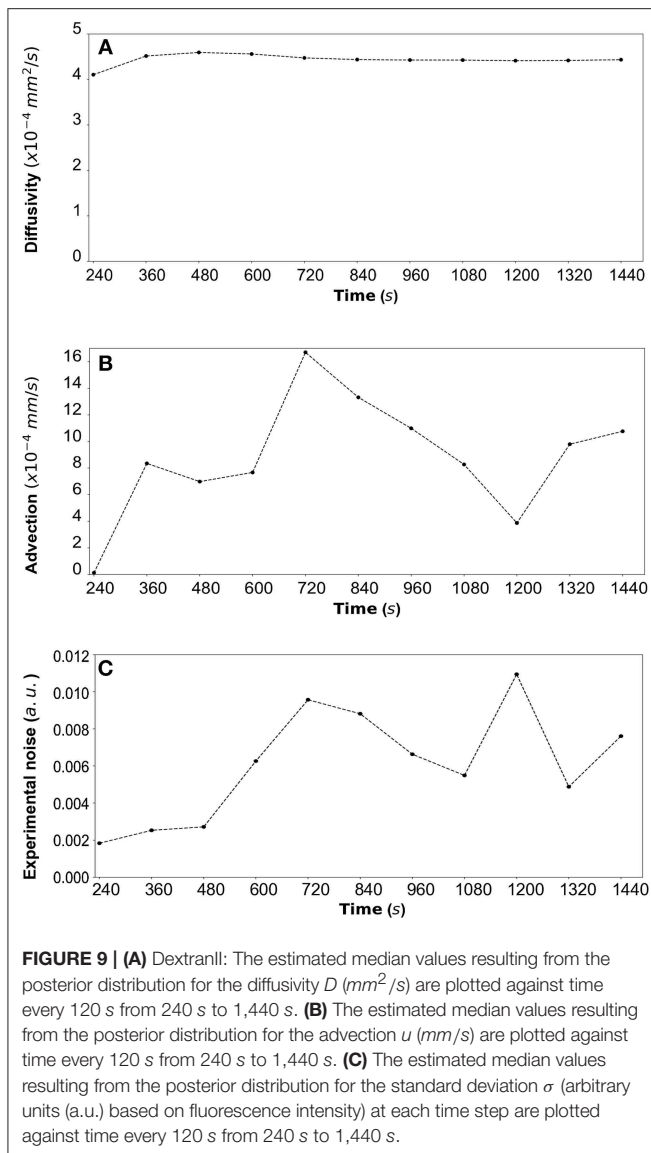 A
Diffusivity (x10⁻⁴ mm²/s)
5
4
3
2
1
0
240 360 480 600 720 840 960 1080 1200 1320 1440
Time (s)
B
Advection (x10⁻⁴ mm/s)
16
14
12
10
8
6
4
2
0
240 360 480 600 720 840 960 1080 1200 1320 1440
Time (s)
C
Experimental noise (a.u.)
0.012
0.010
0.008
0.006
0.004
0.002
0.000
240 360 480 600 720 840 960 1080 1200 1320 1440
Time (s)
FIGURE 9 | (A) DextranII: The estimated median values resulting from the
posterior distribution for the diffusivity D (mm²/s) are plotted against time
every 120 s from 240 s to 1,440 s. (B) The estimated median values resulting
from the posterior distribution for the advection u (mm/s) are plotted against
time every 120 s from 240 s to 1,440 s. (C) The estimated median values
resulting from the posterior distribution for the standard deviation σ (arbitrary
units (a.u.) based on fluorescence intensity) at each time step are plotted
against time every 120 s from 240 s to 1,440 s.